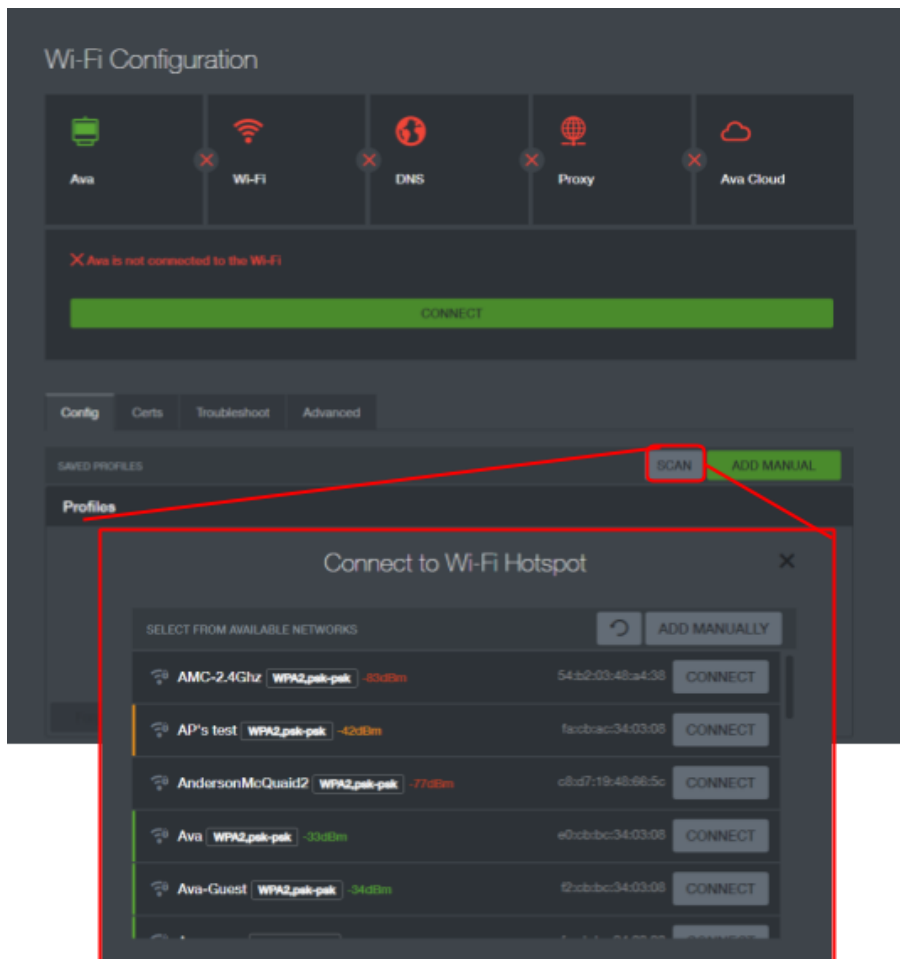 Wi-Fi Configuration
Ava
Wi-Fi
DNS
Proxy
Ava Cloud
Ava is not connected to the Wi-Fi
CONNECT
Config Certs Troubleshoot Advanced
SAVED PROFILES SCAN ADD MANUAL
Profiles
Connect to Wi-Fi Hotspot
SELECT FROM AVAILABLE NETWORKS ADD MANUALLY
AMC-2.4Ghz WPA2,psk-psk -83dBm 54:b2:03:48:a4:38 CONNECT
AP's test WPA2,psk-psk -42dBm fa:cb:ac:34:03:08 CONNECT
AndersonMcQuaid2 WPA2,psk-psk -77dBm c8:d7:19:48:66:5c CONNECT
Ava WPA2,psk-psk -33dBm e0:cb:bc:34:03:08 CONNECT
Ava-Guest WPA2,psk-psk -34dBm f2:cb:bc:34:03:08 CONNECT